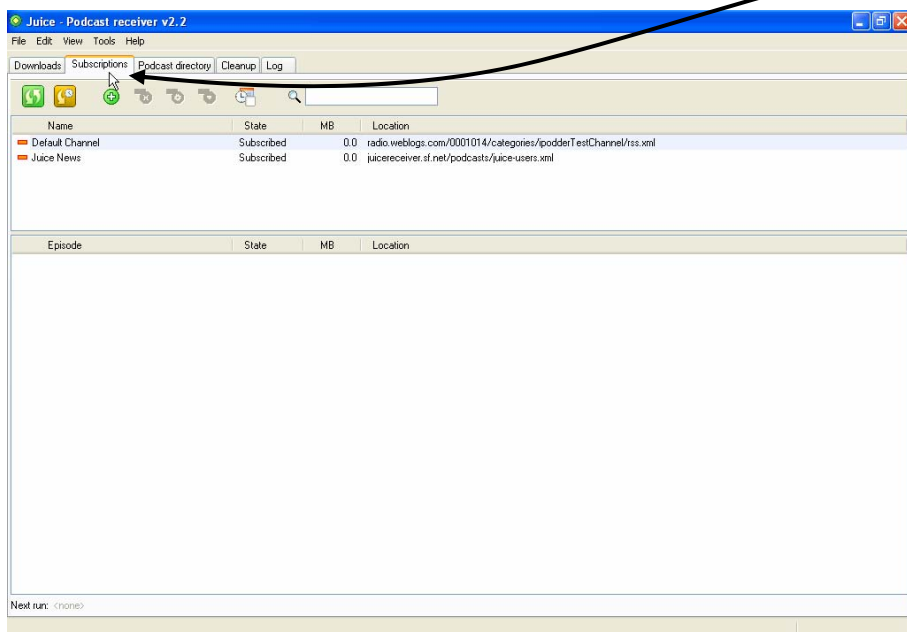 Juice - Podcast receiver v2.2
File Edit View Tools Help
Downloads Subscriptions Podcast directory Cleanup Log
Name State MB Location
Default Channel Subscribed 0.0 radio.weblogs.com/0001014/categories/ipodderTestChannel/rss.xml
Juice News Subscribed 0.0 juicereceiver.sf.net/podcasts/juice-users.xml
Episode State MB Location
Next run: <none>